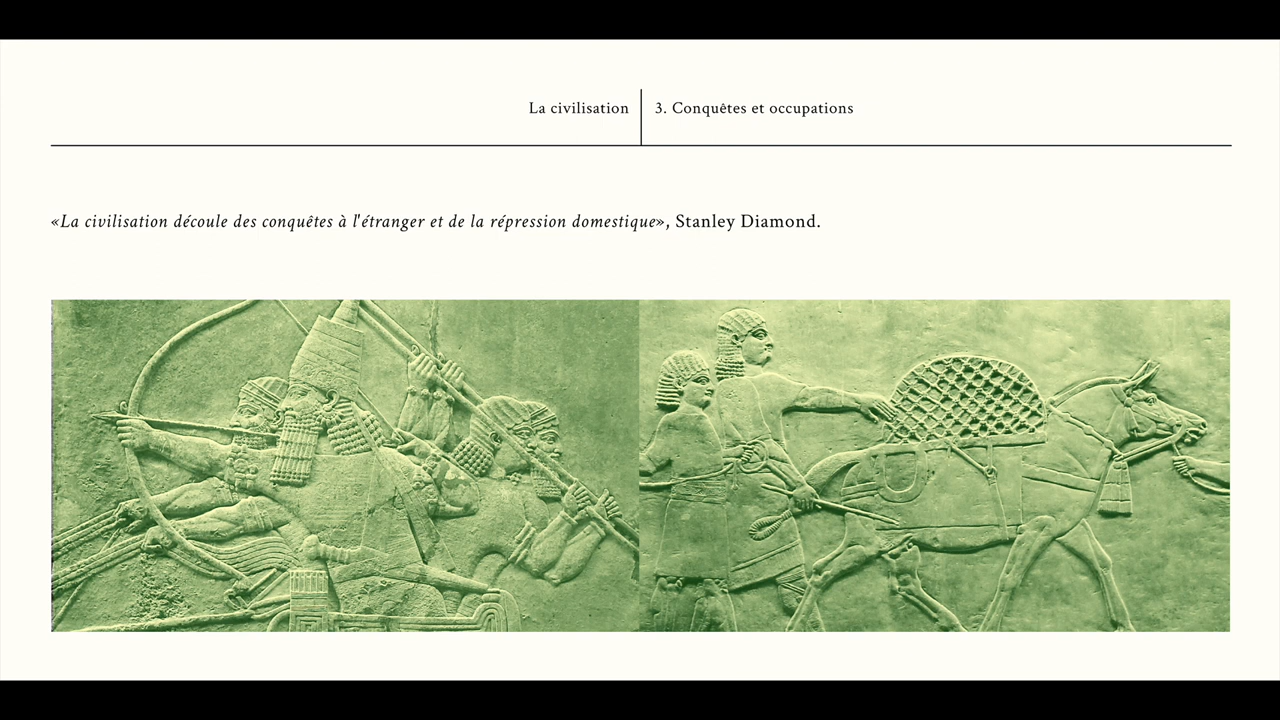 La civilisation
3. Conquêtes et occupations
«La civilisation découle des conquêtes à l'étranger et de la répression domestique», Stanley Diamond.